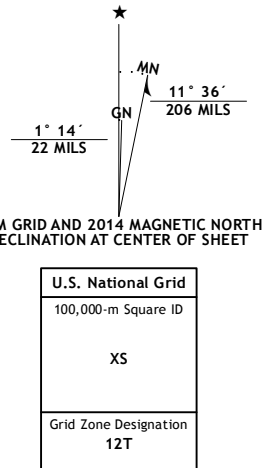 ★
MN
11° 36´
206 MILS
GN
1° 14´
22 MILS
M GRID AND 2014 MAGNETIC NORTH
ECLINATION AT CENTER OF SHEET
U.S. National Grid
100,000-m Square ID
XS
Grid Zone Designation
12T